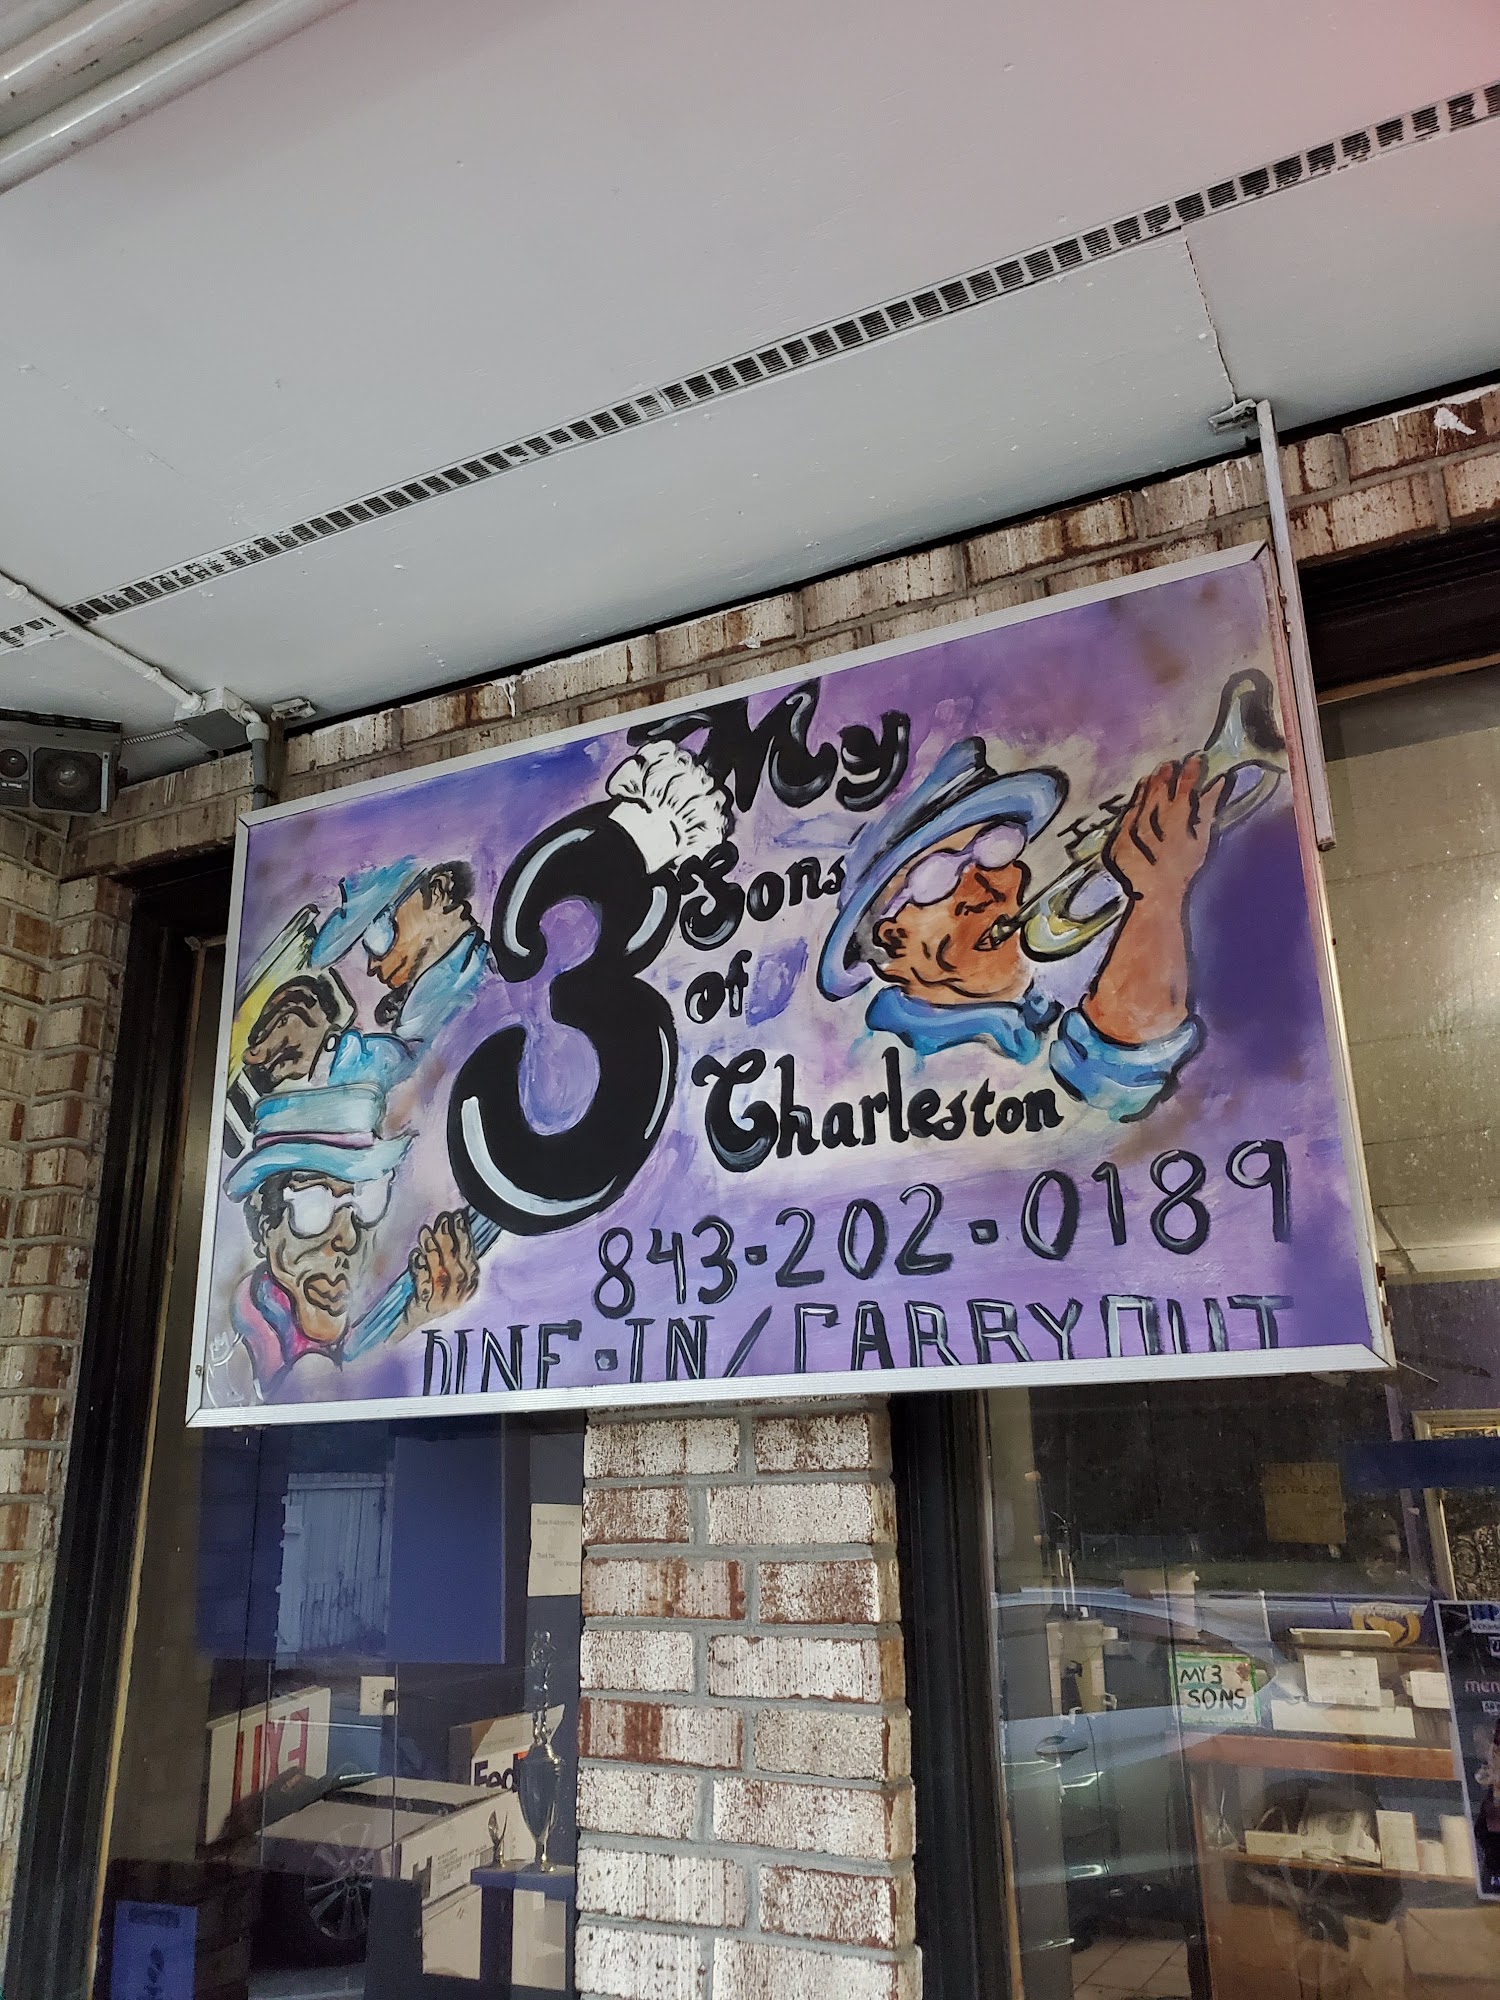 My
3 Sons
of
Charleston
843·202·0189
DINE·IN/CARRYOUT
MY 3
SONS